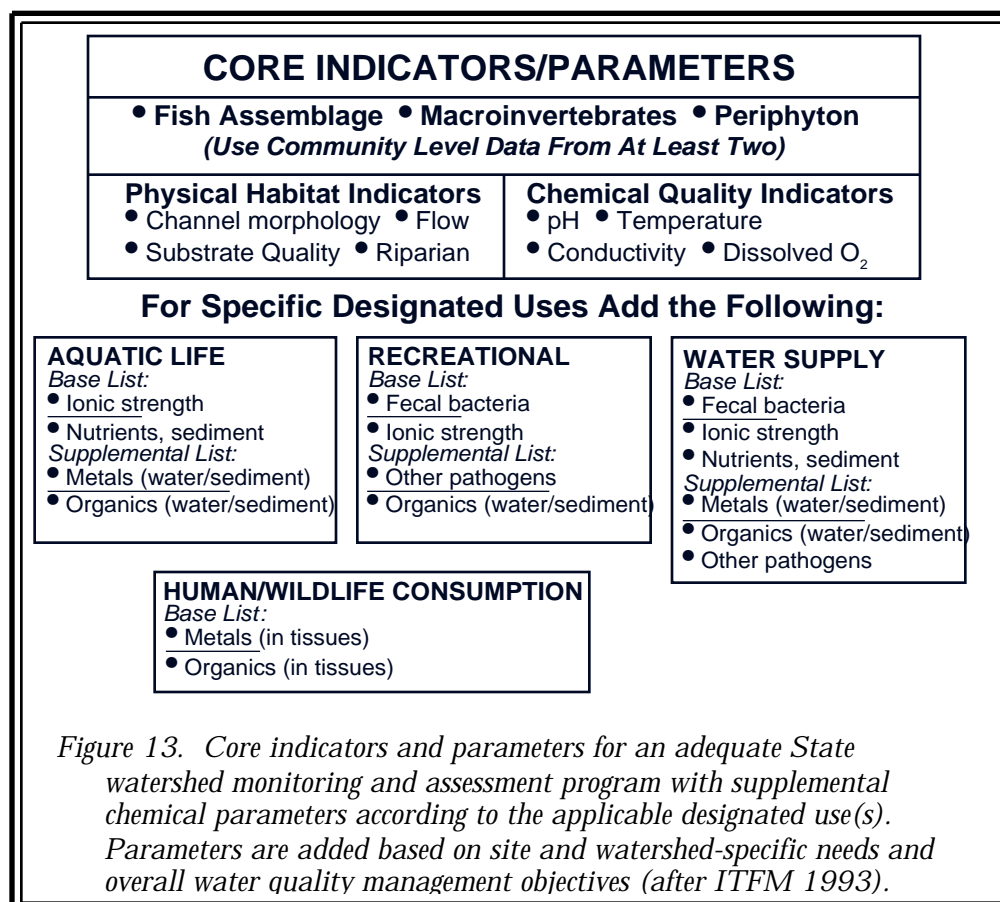 CORE INDICATORS/PARAMETERS
• Fish Assemblage • Macroinvertebrates • Periphyton
(Use Community Level Data From At Least Two)
Physical Habitat Indicators
• Channel morphology • Flow
• Substrate Quality • Riparian
Chemical Quality Indicators
• pH • Temperature
• Conductivity • Dissolved O2
For Specific Designated Uses Add the Following:
AQUATIC LIFE
Base List:
• Ionic strength
• Nutrients, sediment
Supplemental List:
• Metals (water/sediment)
• Organics (water/sediment)
RECREATIONAL
Base List:
• Fecal bacteria
• Ionic strength
Supplemental List:
• Other pathogens
• Organics (water/sediment)
WATER SUPPLY
Base List:
• Fecal bacteria
• Ionic strength
• Nutrients, sediment
Supplemental List:
• Metals (water/sediment)
• Organics (water/sediment)
• Other pathogens
HUMAN/WILDLIFE CONSUMPTION
Base List:
• Metals (in tissues)
• Organics (in tissues)
Figure 13. Core indicators and parameters for an adequate State
watershed monitoring and assessment program with supplemental
chemical parameters according to the applicable designated use(s).
Parameters are added based on site and watershed-specific needs and
overall water quality management objectives (after ITFM 1993).